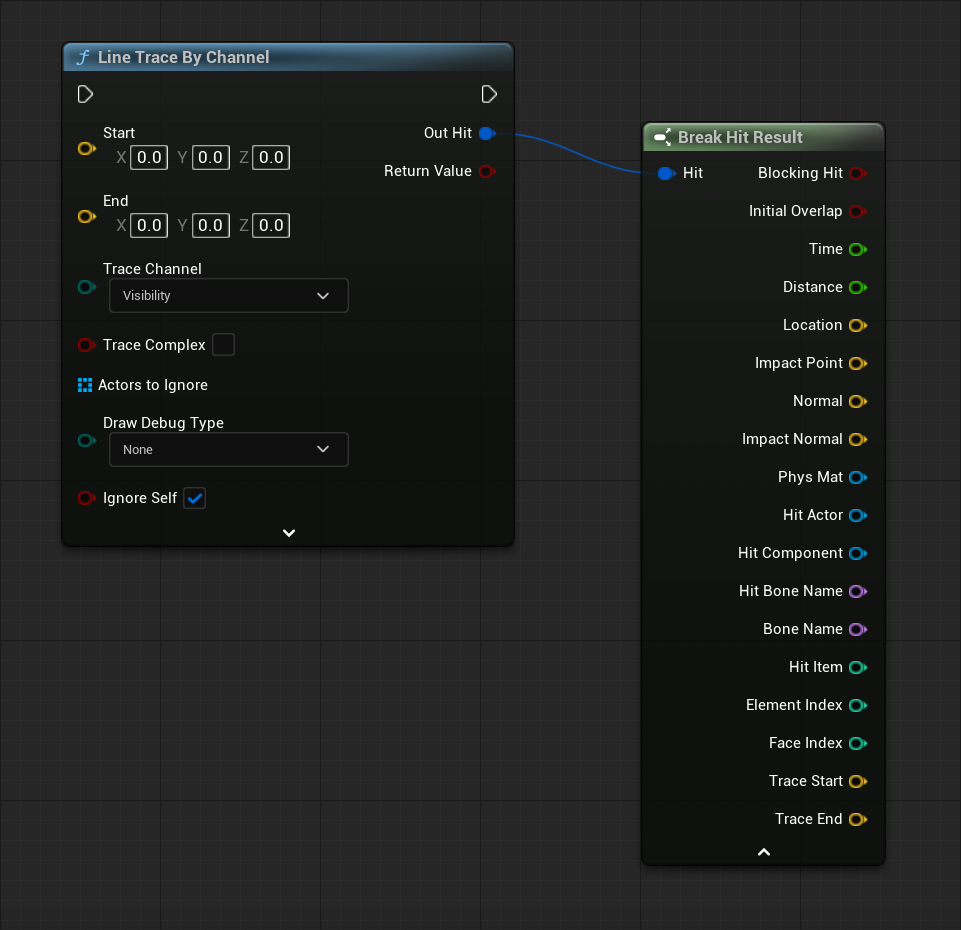 Line Trace By Channel
Start
X 0.0 Y 0.0 Z 0.0
End
X 0.0 Y 0.0 Z 0.0
Trace Channel
Visibility
Trace Complex
Actors to Ignore
Draw Debug Type
None
Ignore Self
Out Hit
Return Value
Break Hit Result
Hit
Blocking Hit
Initial Overlap
Time
Distance
Location
Impact Point
Normal
Impact Normal
Phys Mat
Hit Actor
Hit Component
Hit Bone Name
Bone Name
Hit Item
Element Index
Face Index
Trace Start
Trace End